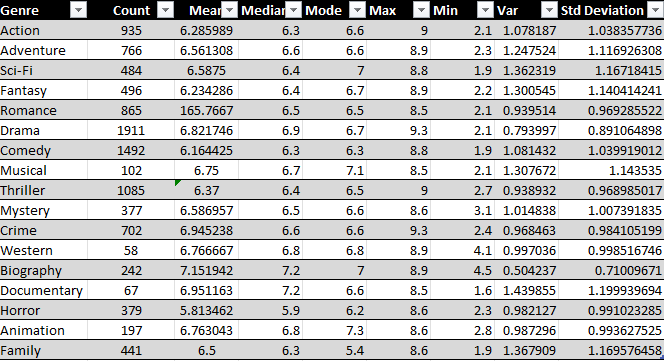 Genre Count Mean Median Mode Max Min Var Std Deviation
Action 935 6.285989 6.3 6.6 9 2.1 1.078187 1.038357736
Adventure 766 6.561308 6.6 6.6 8.9 2.3 1.247524 1.116926308
Sci-Fi 484 6.5875 6.4 7 8.8 1.9 1.362319 1.16718415
Fantasy 496 6.234286 6.4 6.7 8.9 2.2 1.300545 1.140414241
Romance 865 165.7667 6.5 6.5 8.5 2.1 0.939514 0.969285522
Drama 1911 6.821746 6.9 6.7 9.3 2.1 0.793997 0.891064898
Comedy 1492 6.164425 6.3 6.3 8.8 1.9 1.081432 1.039919012
Musical 102 6.75 6.7 7.1 8.5 2.1 1.307672 1.143535
Thriller 1085 6.37 6.4 6.5 9 2.7 0.938932 0.968985017
Mystery 377 6.586957 6.5 6.6 8.6 3.1 1.014838 1.007391835
Crime 702 6.945238 6.6 6.6 9.3 2.4 0.968463 0.984105199
Western 58 6.766667 6.8 6.8 8.9 4.1 0.997036 0.998516746
Biography 242 7.151942 7.2 7 8.9 4.5 0.504237 0.71009671
Documentary 67 6.951163 7.2 6.6 8.5 1.6 1.439855 1.199939694
Horror 379 5.813462 5.9 6.2 8.6 2.3 0.982127 0.991023285
Animation 197 6.763043 6.8 7.3 8.6 2.8 0.987296 0.993627525
Family 441 6.5 6.3 5.4 8.6 1.9 1.367909 1.169576458